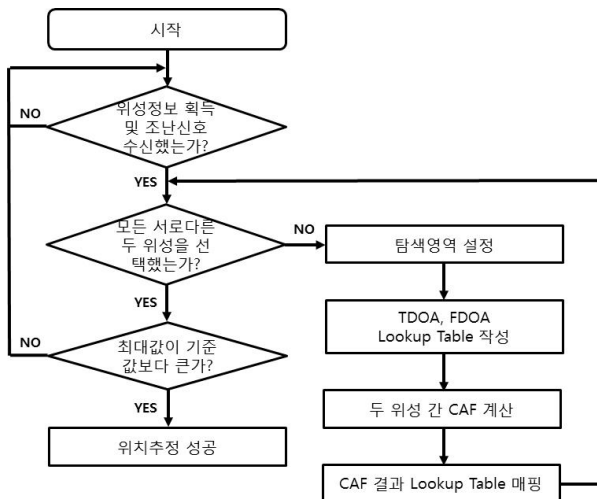 시작
위성정보 획득
및 조난신호
수신했는가?
NO
YES
모든 서로다른
두 위성을 선
택했는가?
NO
YES
탐색영역 설정
TDOA, FDOA
Lookup Table 작성
두 위성 간 CAF 계산
CAF 결과 Lookup Table 매핑
최대값이 기준
값보다 큰가?
NO
YES
위치추정 성공